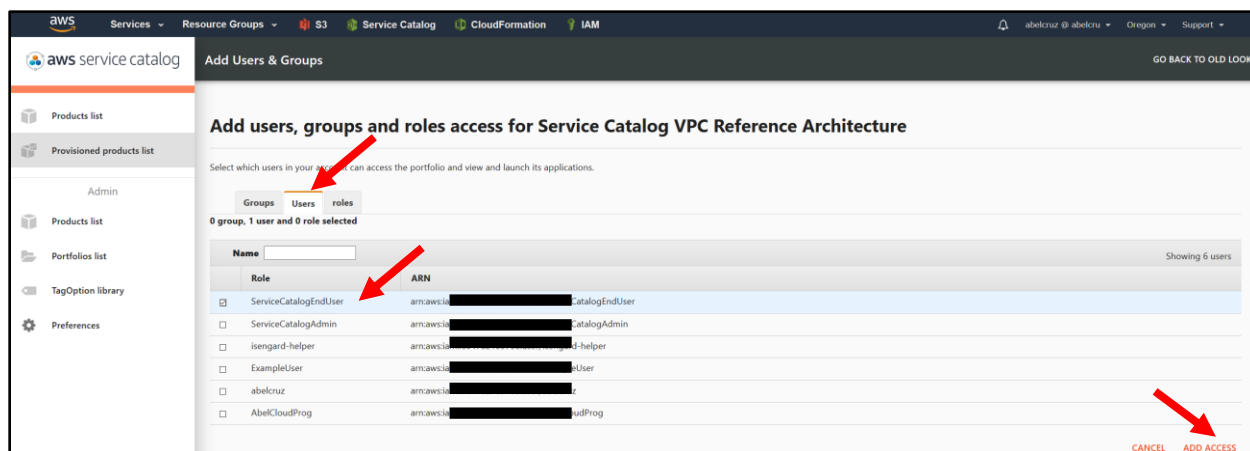 aws Services Resource Groups S3 Service Catalog CloudFormation IAM abelcruz @ abelcru Oregon Support
aws service catalog Add Users & Groups GO BACK TO OLD LOOK
Products list
Provisioned products list
Admin
Products list
Portfolios list
TagOption library
Preferences
Add users, groups and roles access for Service Catalog VPC Reference Architecture
Select which users in your account can access the portfolio and view and launch its applications.
Groups Users roles
0 group, 1 user and 0 role selected
Name Showing 6 users
Role ARN
ServiceCatalogEndUser arn:aws:ia CatalogEndUser
ServiceCatalogAdmin arn:aws:ia CatalogAdmin
isengard-helper arn:aws:ia d-helper
ExampleUser arn:aws:ia eUser
abelcruz arn:aws:ia z
AbelCloudProg arn:aws:ia udProg
CANCEL ADD ACCESS